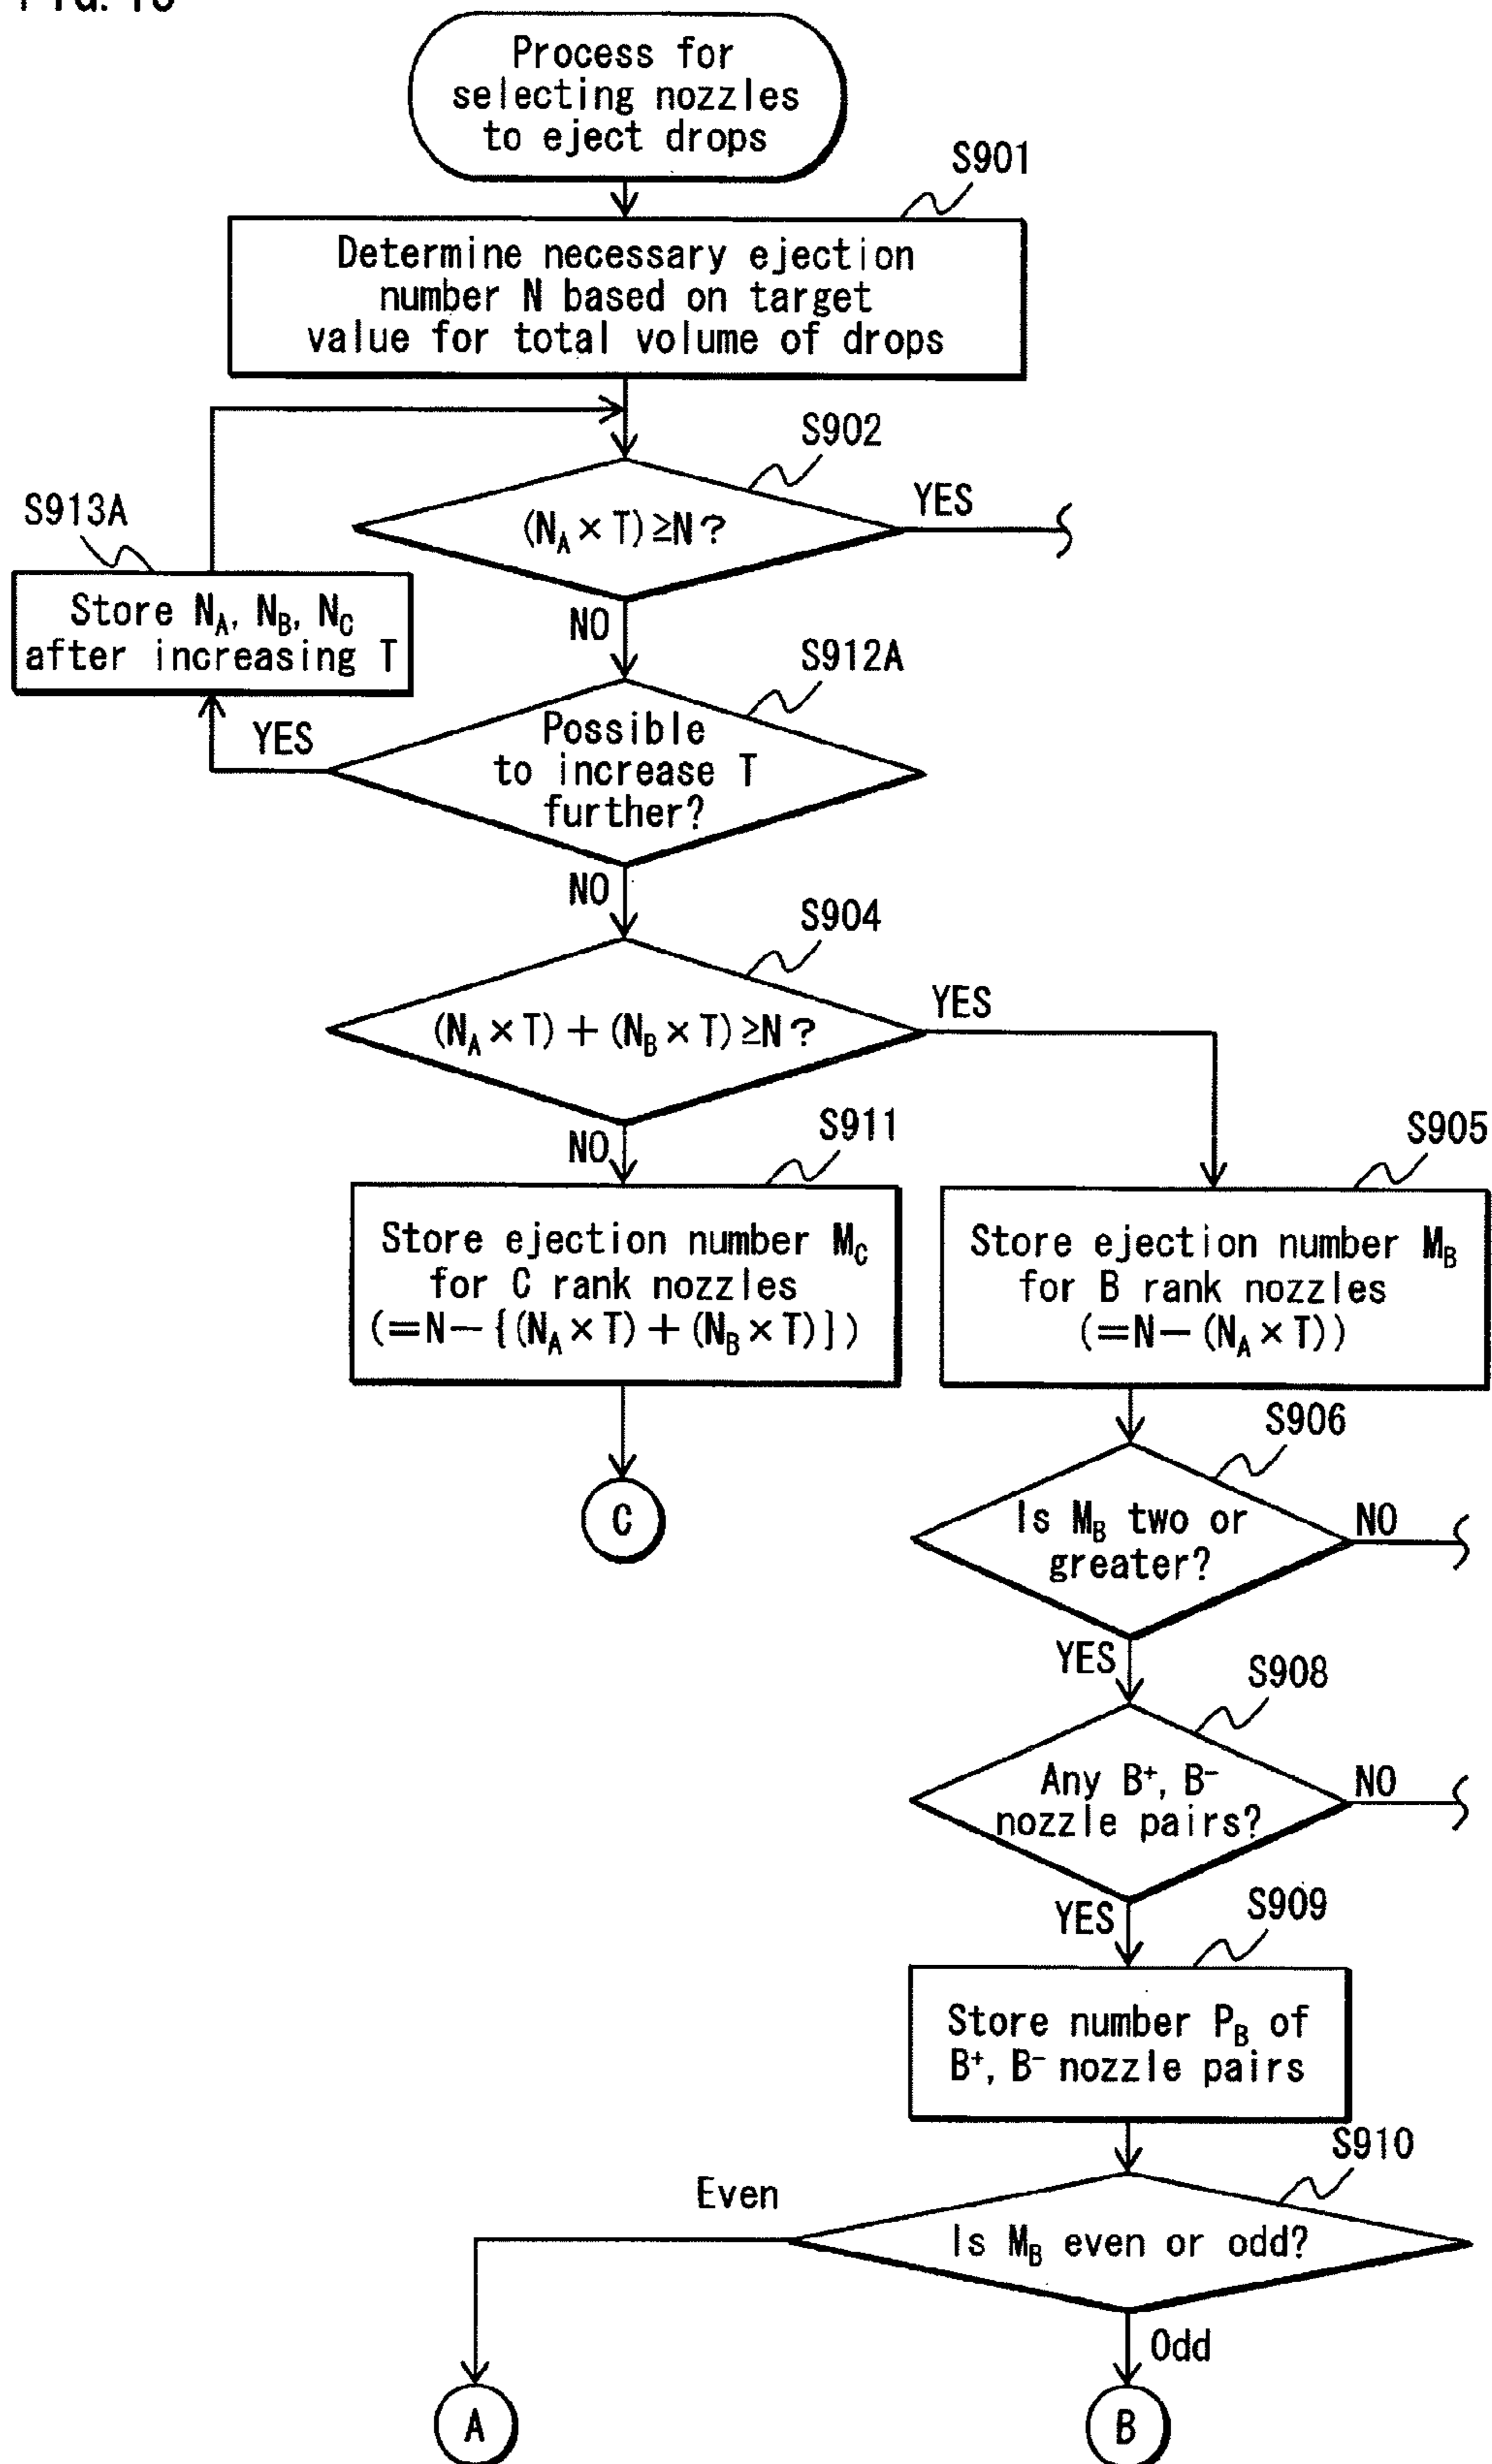 Process for
selecting nozzles
to eject drops
S901
Determine necessary ejection
number N based on target
value for total volume of drops
S902
(N_A × T) ≥N ?
YES
NO
S913A
Store N_A, N_B, N_C
after increasing T
S912A
Possible
to increase T
further?
YES
NO
S904
(N_A × T) + (N_B × T) ≥N ?
YES
NO
S911
Store ejection number M_C
for C rank nozzles
(=N− {(N_A × T) + (N_B × T)})
C
S905
Store ejection number M_B
for B rank nozzles
(=N− (N_A × T))
S906
Is M_B two or
greater?
NO
YES
S908
Any B⁺, B⁻
nozzle pairs?
NO
YES
S909
Store number P_B of
B⁺, B⁻ nozzle pairs
S910
Is M_B even or odd?
Even
Odd
A
B